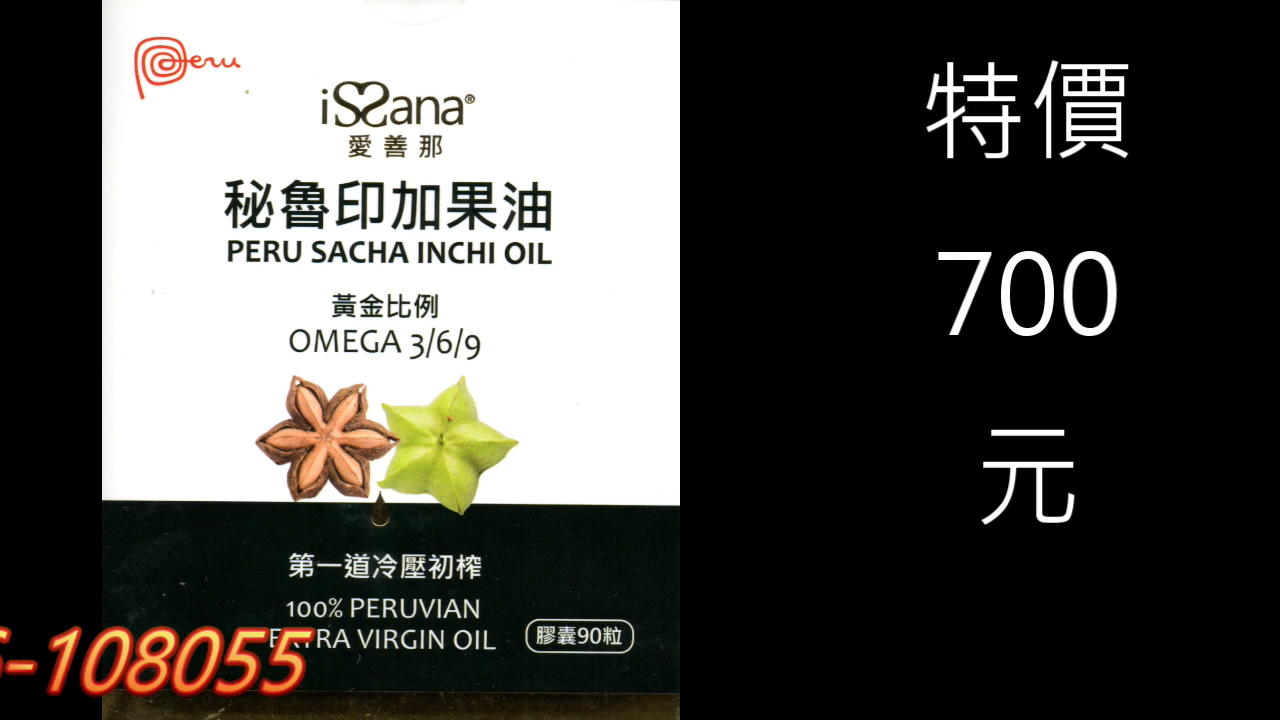 Peru
iSSana®
愛善那
秘魯印加果油
PERU SACHA INCHI OIL
黃金比例
OMEGA 3/6/9
第一道冷壓初榨
100% PERUVIAN
EXTRA VIRGIN OIL
膠囊90粒
-108055
特價
700
元